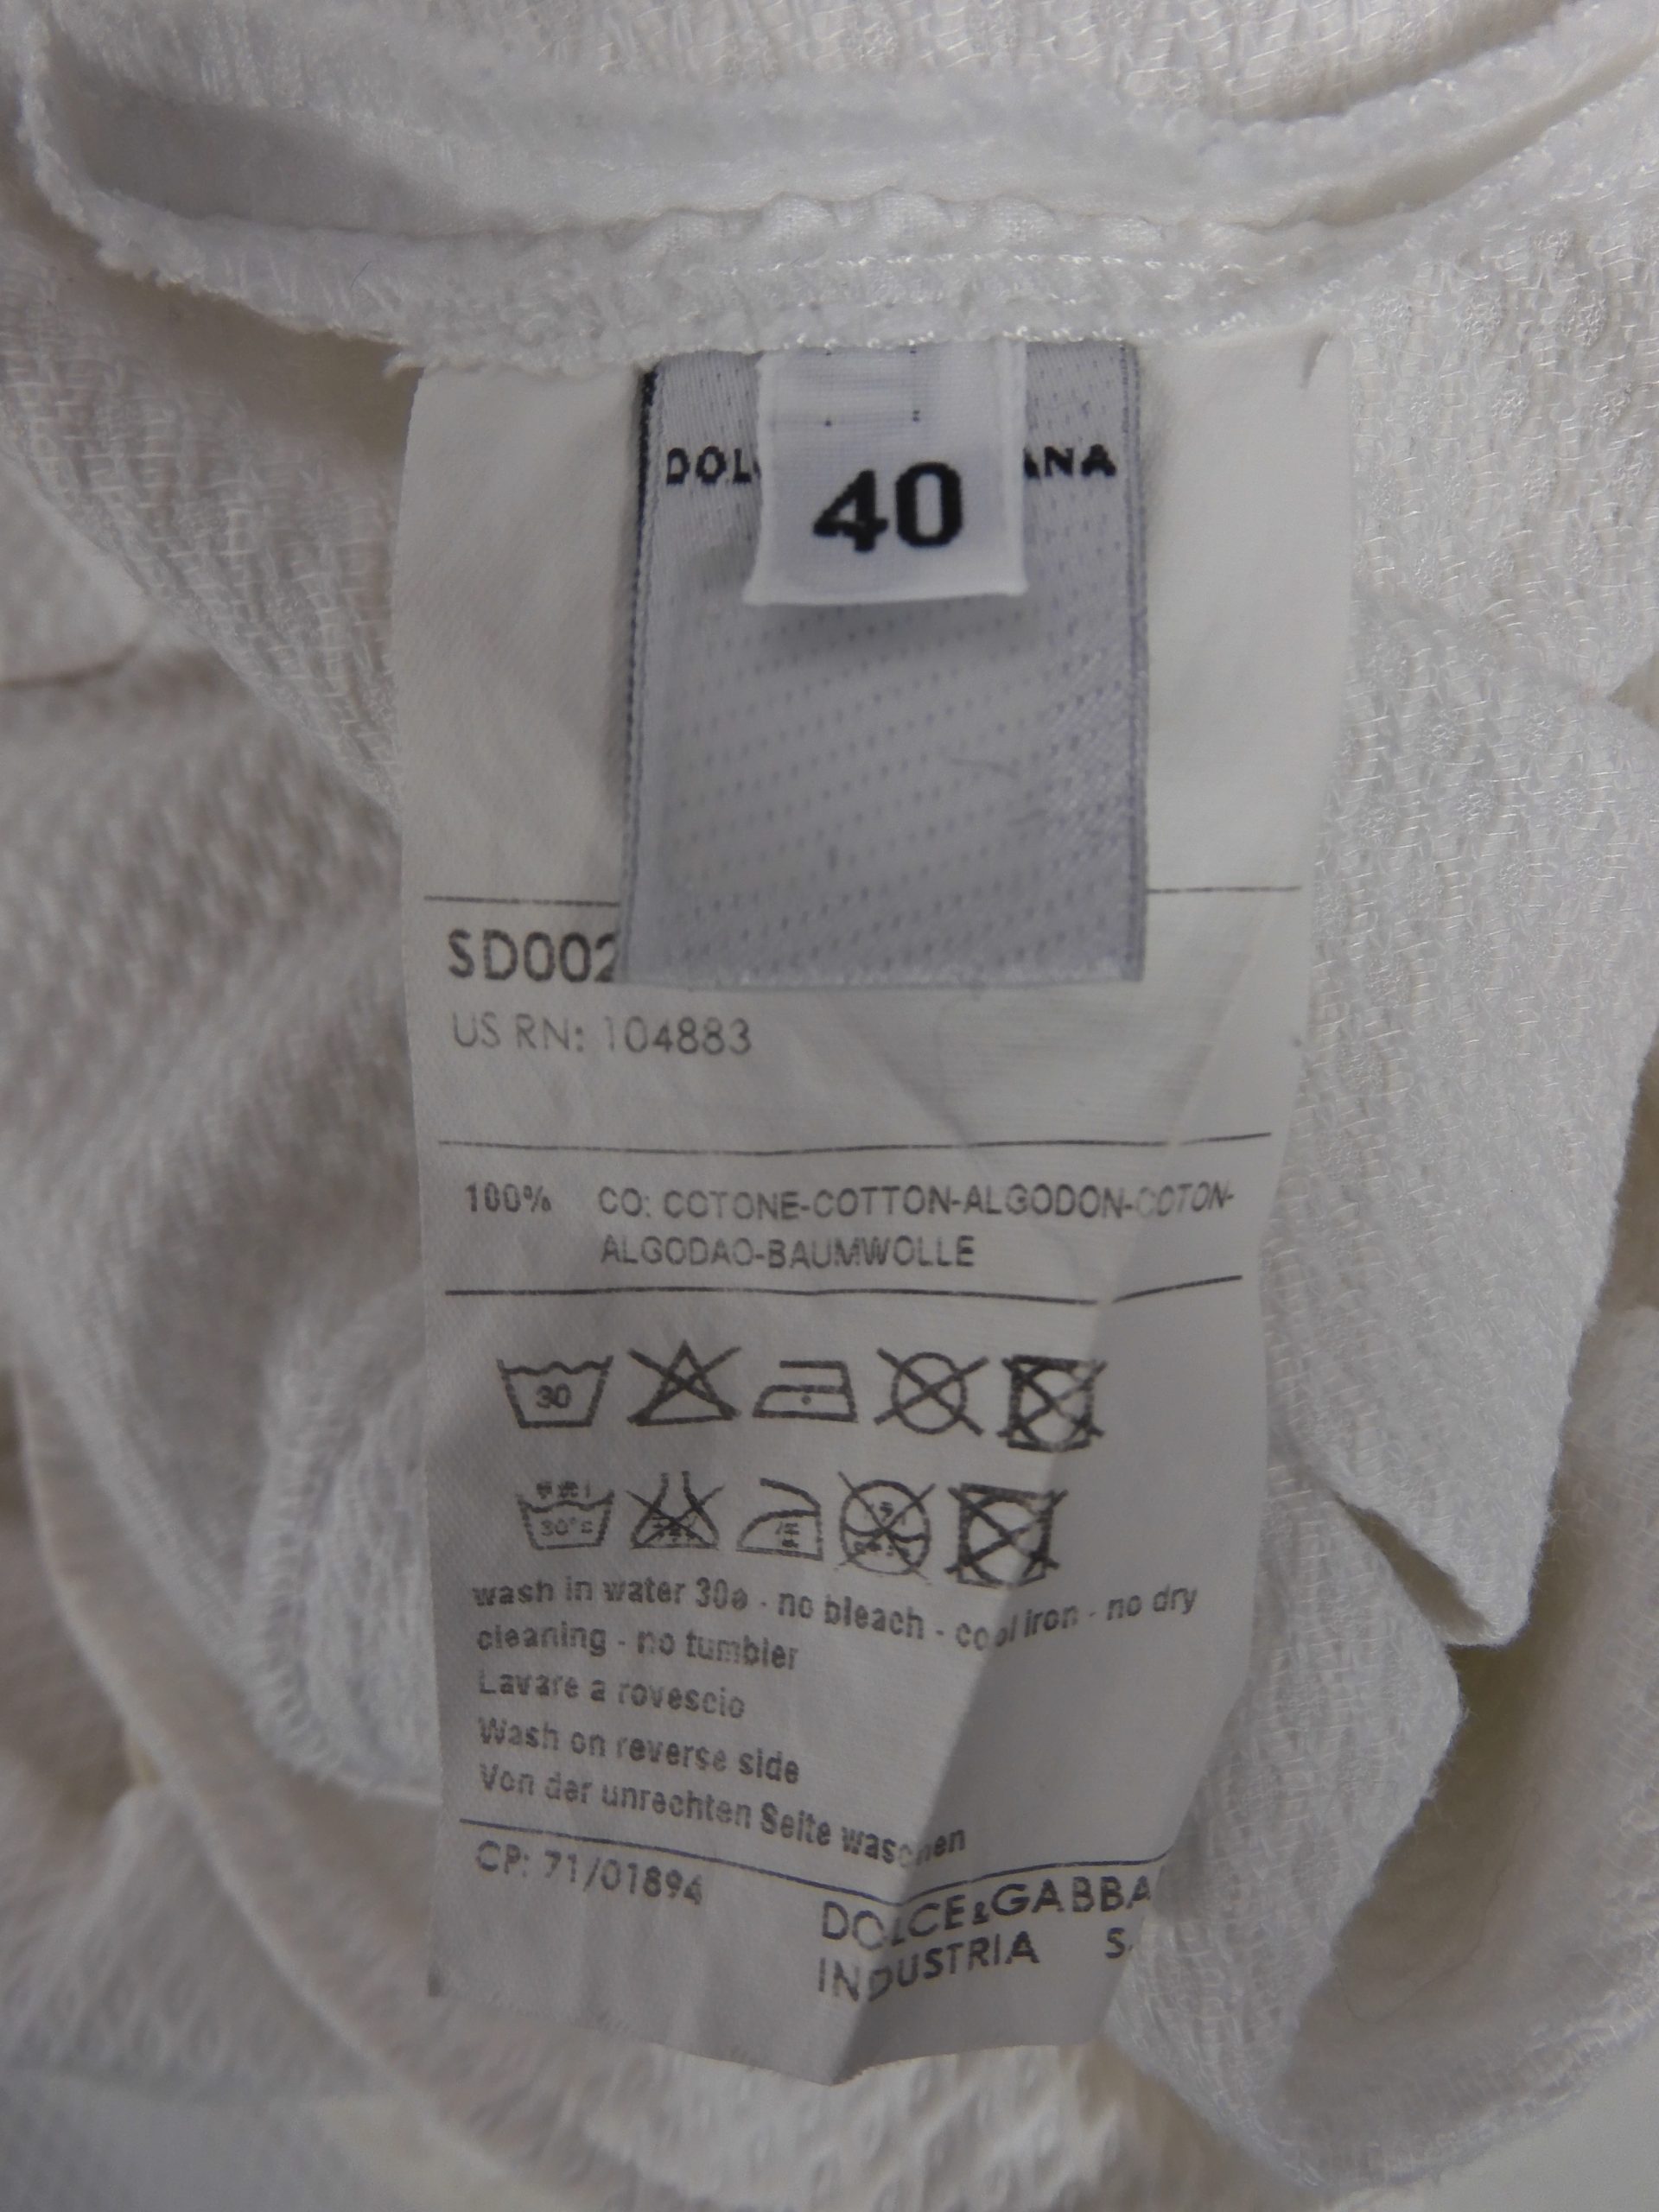 DOL ANA
40
SD002
US RN: 104883
100% CO: COTONE-COTTON-ALGODON-COTON-
ALGODAO-BAUMWOLLE
30
30°c
wash in water 30ø - no bleach - cool iron - no dry
cleaning - no tumbler
Lavare a rovescio
Wash on reverse side
Von der unrechten Seite waschen
CP: 71/01894
DOLCE&GABBA
INDUSTRIA S.